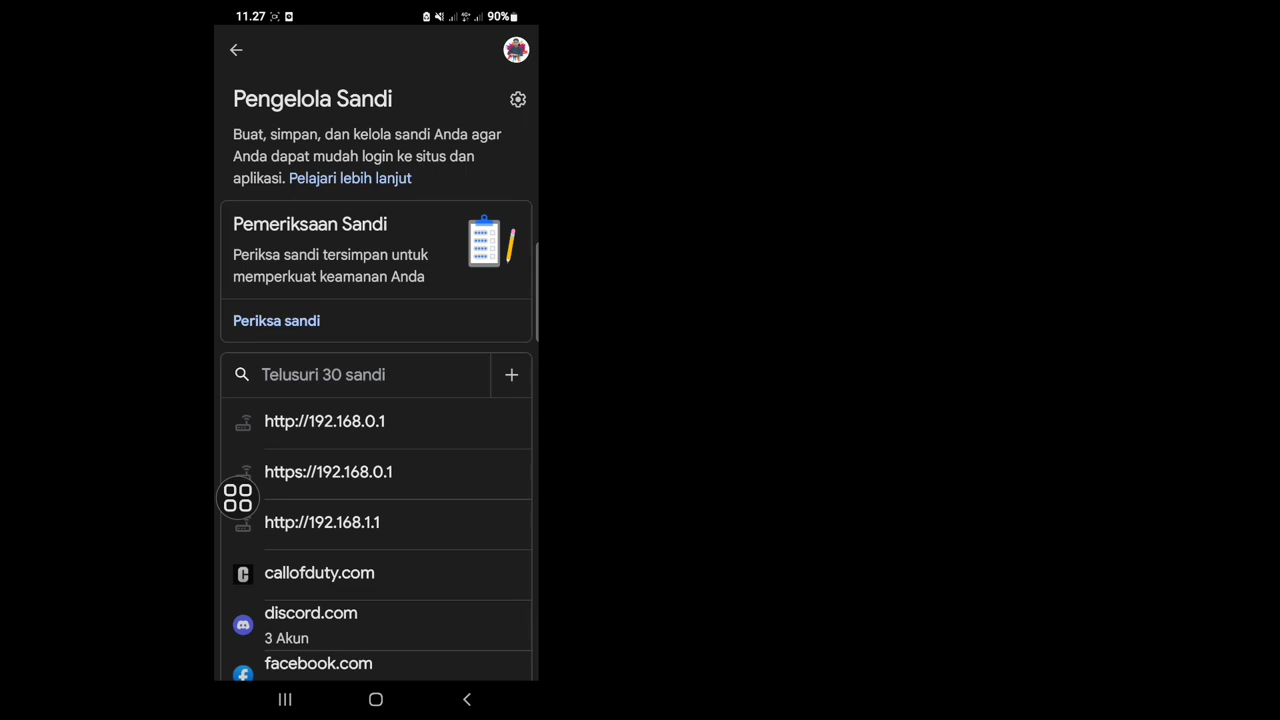 11.27 90%
Pengelola Sandi
Buat, simpan, dan kelola sandi Anda agar
Anda dapat mudah login ke situs dan
aplikasi. Pelajari lebih lanjut
Pemeriksaan Sandi
Periksa sandi tersimpan untuk
memperkuat keamanan Anda
Periksa sandi
Telusuri 30 sandi
http://192.168.0.1
https://192.168.0.1
http://192.168.1.1
callofduty.com
discord.com
3 Akun
facebook.com